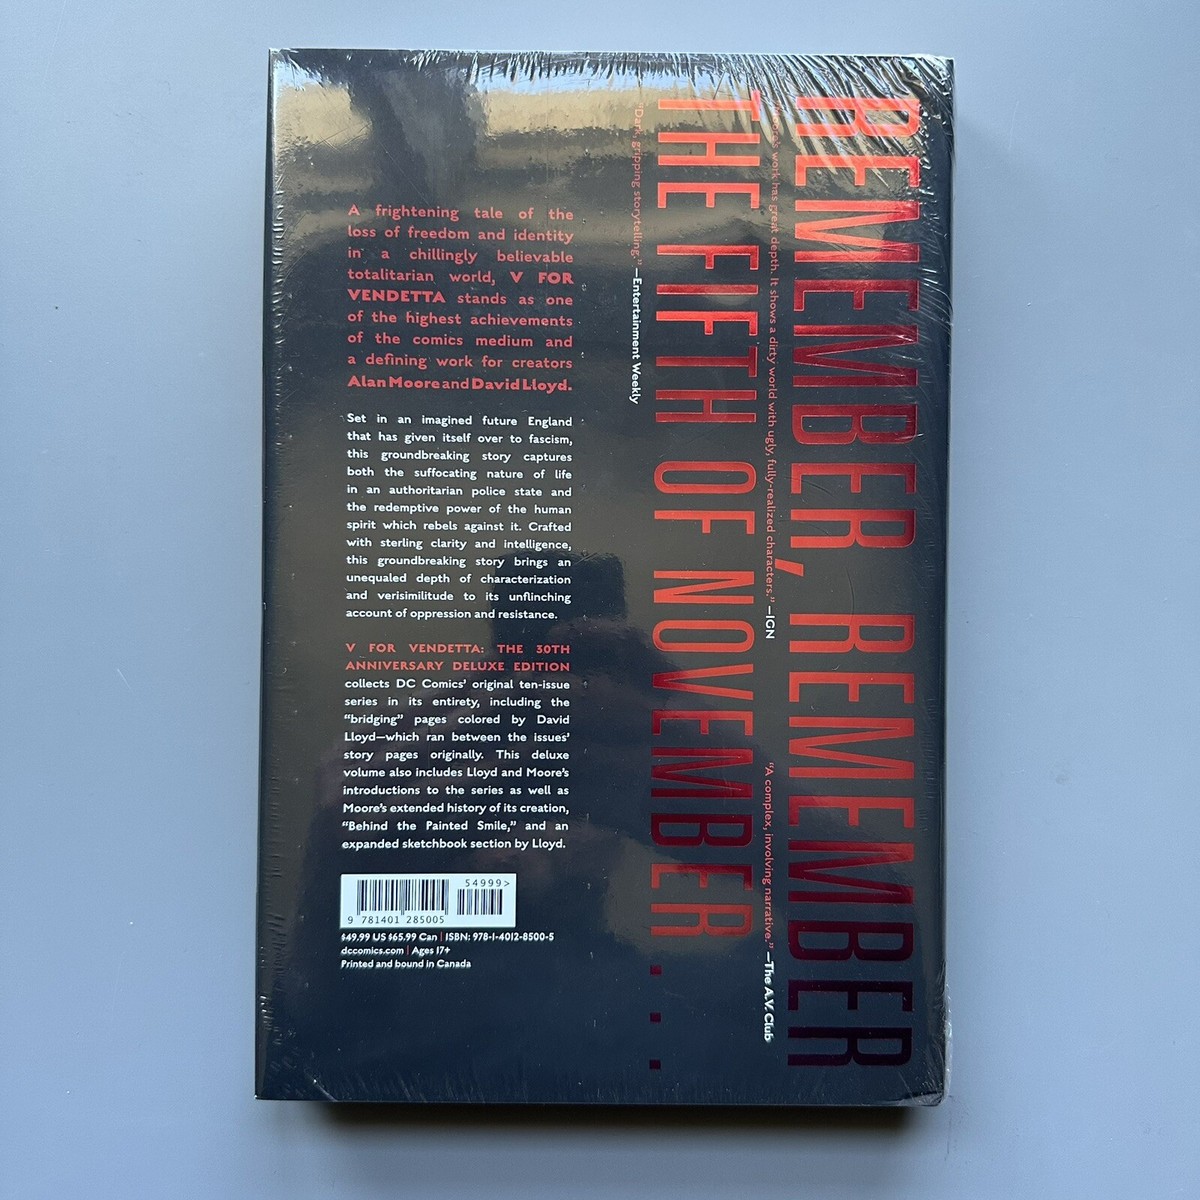 REMEMBER, REMEMBER
"Moore's work has great depth. It shows a dirty world with ugly, fully-realized characters." —IGN
"A complex, involving narrative." —The A.V. Club
THE FIFTH OF NOVEMBER . . .
"Dark, gripping storytelling." —Entertainment Weekly
A frightening tale of the
loss of freedom and identity
in a chillingly believable
totalitarian world, V FOR
VENDETTA stands as one
of the highest achievements
of the comics medium and
a defining work for creators
Alan Moore and David Lloyd.
Set in an imagined future England
that has given itself over to fascism,
this groundbreaking story captures
both the suffocating nature of life
in an authoritarian police state and
the redemptive power of the human
spirit which rebels against it. Crafted
with sterling clarity and intelligence,
this groundbreaking story brings an
unequaled depth of characterization
and verisimilitude to its unflinching
account of oppression and resistance.
V FOR VENDETTA: THE 30TH
ANNIVERSARY DELUXE EDITION
collects DC Comics' original ten-issue
series in its entirety, including the
"bridging" pages colored by David
Lloyd—which ran between the issues'
story pages originally. This deluxe
volume also includes Lloyd and Moore's
introductions to the series as well as
Moore's extended history of its creation,
"Behind the Painted Smile," and an
expanded sketchbook section by Lloyd.
54999>
9 781401 285005
$49.99 US $65.99 Can | ISBN: 978-1-4012-8500-5
dccomics.com | Ages 17+
Printed and bound in Canada